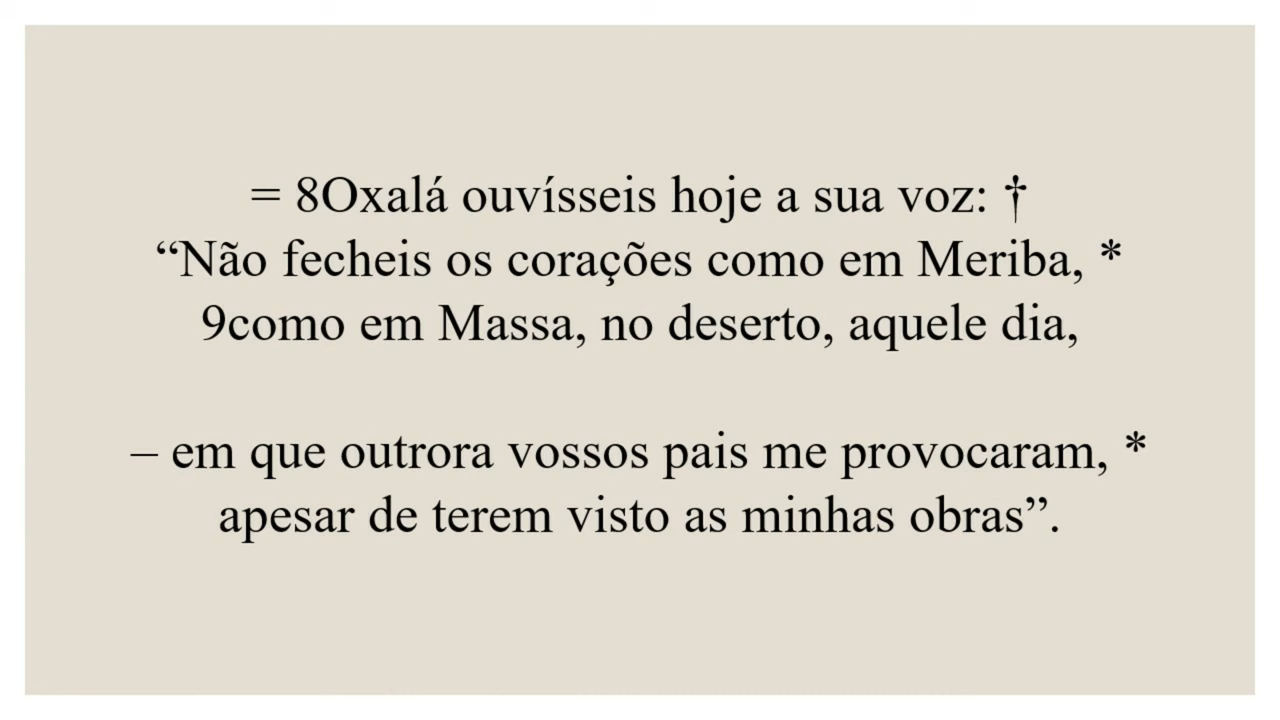 = 8Oxalá ouvísseis hoje a sua voz: †
“Não fecheis os corações como em Meriba, *
9como em Massa, no deserto, aquele dia,
– em que outrora vossos pais me provocaram, *
apesar de terem visto as minhas obras”.